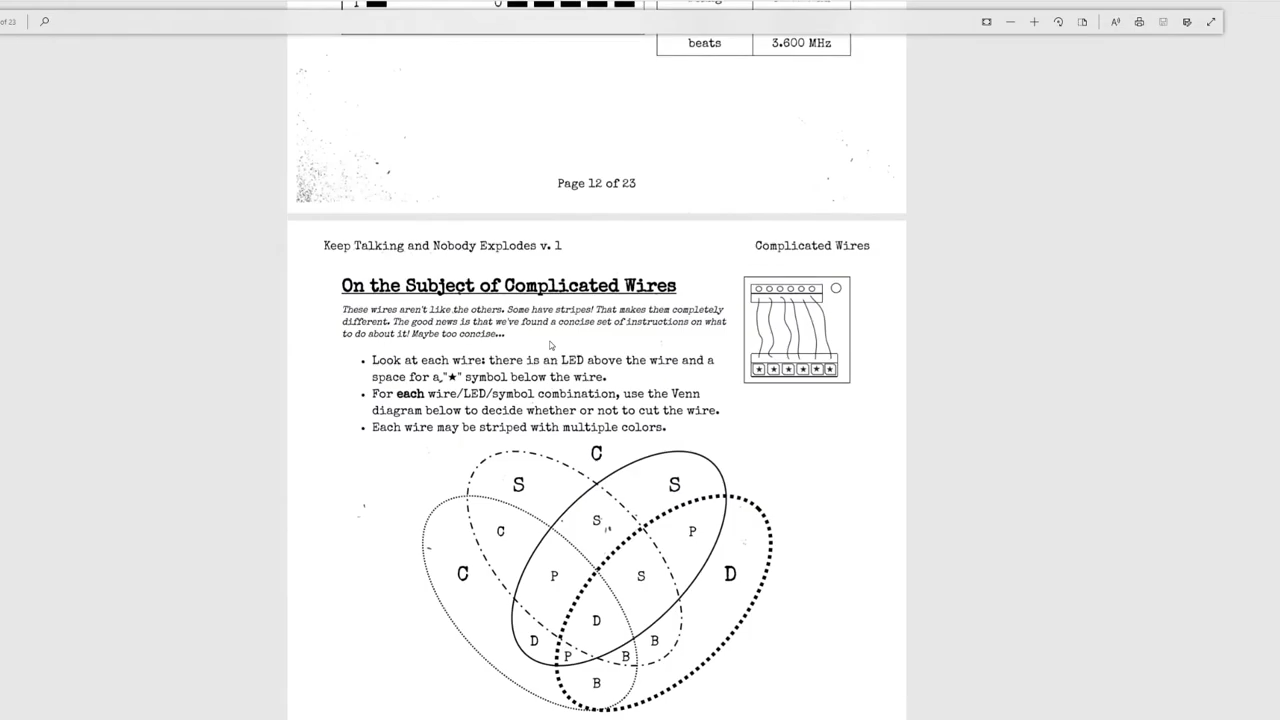 of 23
beats 3.600 MHz
Page 12 of 23
Keep Talking and Nobody Explodes v. 1 Complicated Wires
On the Subject of Complicated Wires
These wires aren't like the others. Some have stripes! That makes them completely
different. The good news is that we've found a concise set of instructions on what
to do about it! Maybe too concise...
• Look at each wire: there is an LED above the wire and a
space for a "★" symbol below the wire.
• For each wire/LED/symbol combination, use the Venn
diagram below to decide whether or not to cut the wire.
• Each wire may be striped with multiple colors.
C
S S
S
C P
C P S D
D
D B
P B
B